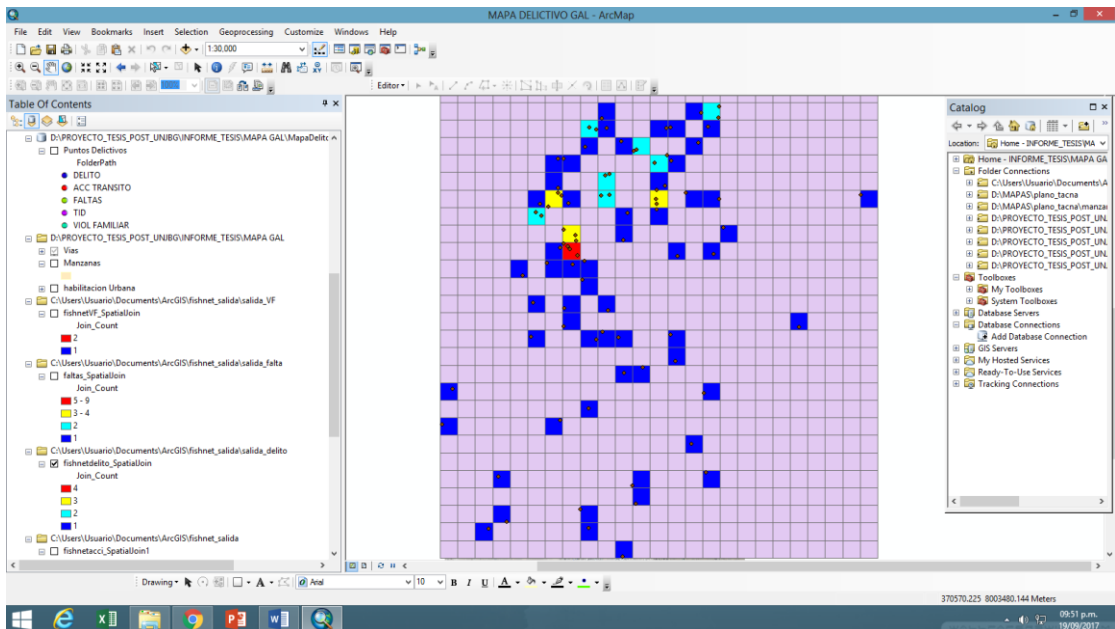 MAPA DELICTIVO GAL - ArcMap
File Edit View Bookmarks Insert Selection Geoprocessing Customize Windows Help
1:30,000
Editor
Table Of Contents
D:\PROYECTO_TESIS_POST_UNJBG\INFORME_TESIS\MAPA GAL\MapaDelitc
Puntos Delictivos
FolderPath
DELITO
ACC TRANSITO
FALTAS
TID
VIOL FAMILIAR
D:\PROYECTO_TESIS_POST_UNJBG\INFORME_TESIS\MAPA GAL
Vias
Manzanas
habilitacion Urbana
C:\Users\Usuario\Documents\ArcGIS\fishnet_salida\salida_VF
fishnetVF_SpatialJoin
Join_Count
2
1
C:\Users\Usuario\Documents\ArcGIS\fishnet_salida\salida_falta
faltas_SpatialJoin
Join_Count
5 - 9
3 - 4
2
1
C:\Users\Usuario\Documents\ArcGIS\fishnet_salida\salida_delito
fishnetdelito_SpatialJoin
Join_Count
4
3
2
1
C:\Users\Usuario\Documents\ArcGIS\fishnet_salida
fishnetacci_SpatialJoin1
Catalog
Location: Home - INFORME_TESIS\MA
Home - INFORME_TESIS\MAPA GA
Folder Connections
C:\Users\Usuario\Documents\A
D:\MAPAS\plano_tacna
D:\MAPAS\plano_tacna\manzar
D:\PROYECTO_TESIS_POST_UNJ.
D:\PROYECTO_TESIS_POST_UNJ.
D:\PROYECTO_TESIS_POST_UNJ.
D:\PROYECTO_TESIS_POST_UNJ.
Toolboxes
My Toolboxes
System Toolboxes
Database Servers
Database Connections
Add Database Connection
GIS Servers
My Hosted Services
Ready-To-Use Services
Tracking Connections
Drawing A Arial 10 B I U A
370570.225 8003480.144 Meters
09:51 p.m.
19/09/2017